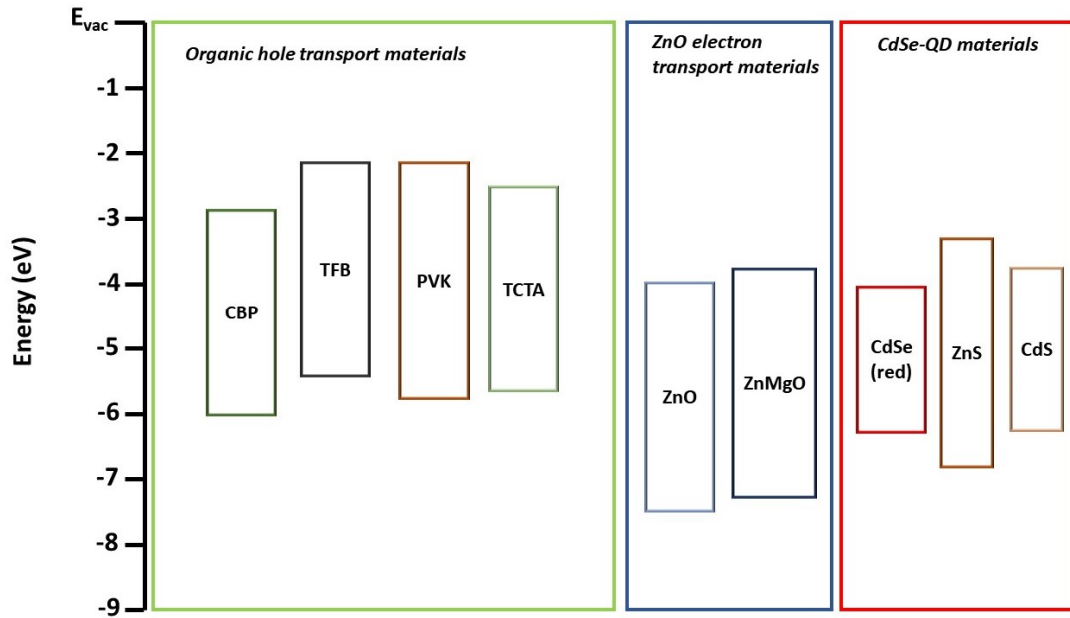 E_vac
Organic hole transport materials
ZnO electron
transport materials
CdSe-QD materials
-1
-2
-3
-4
-5
-6
-7
-8
-9
Energy (eV)
CBP
TFB
PVK
TCTA
ZnO
ZnMgO
CdSe
(red)
ZnS
CdS